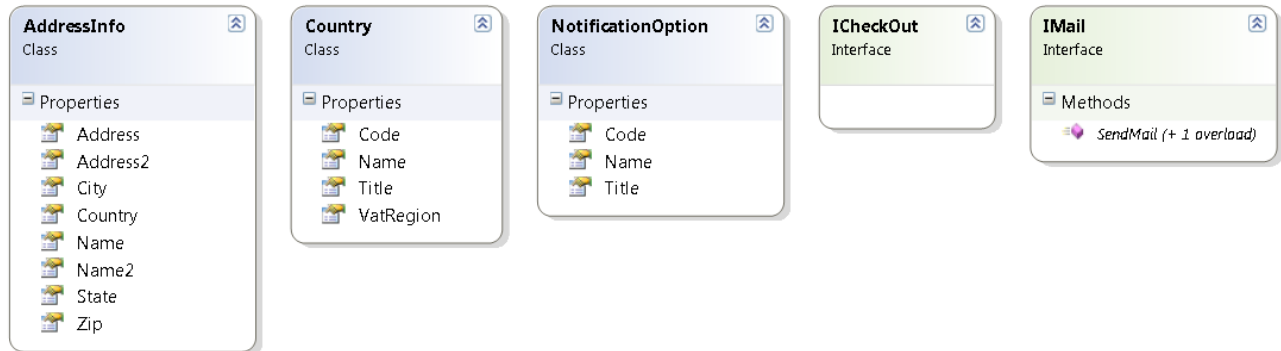 AddressInfo
Class
Properties
Address
Address2
City
Country
Name
Name2
State
Zip
Country
Class
Properties
Code
Name
Title
VatRegion
NotificationOption
Class
Properties
Code
Name
Title
ICheckOut
Interface
IMail
Interface
Methods
SendMail (+ 1 overload)